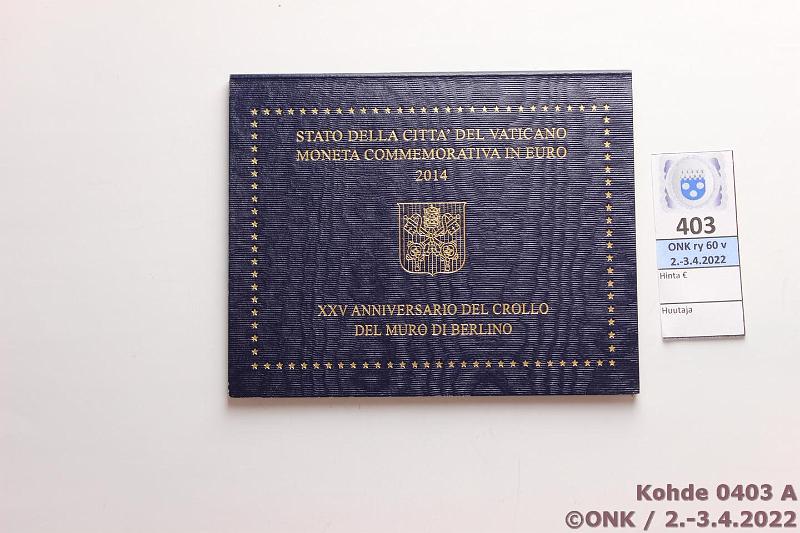 STATO DELLA CITTA' DEL VATICANO
MONETA COMMEMORATIVA IN EURO
2014
XXV ANNIVERSARIO DEL CROLLO
DEL MURO DI BERLINO
403
ONK ry 60 v
2.-3.4.2022
Hinta €
Huutaja
Kohde 0403 A
©ONK / 2.-3.4.2022